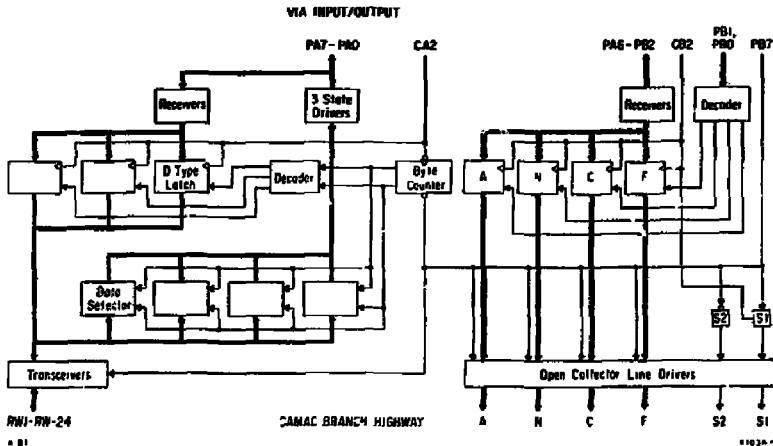 VIA INPUT/OUTPUT
PA7-PA0
CA2
PA6-PB2
CB2
PB1,
PB0
PB7
Receivers
3 State
Drivers
Receivers
Decoder
D Type
Latch
Decoder
Byte
Counter
A
N
C
F
Data
Selector
S2
S1
Transceivers
Open Collector Line Drivers
RW1-RW-24
CAMAC BRANCH HIGHWAY
A
N
C
F
S2
S1